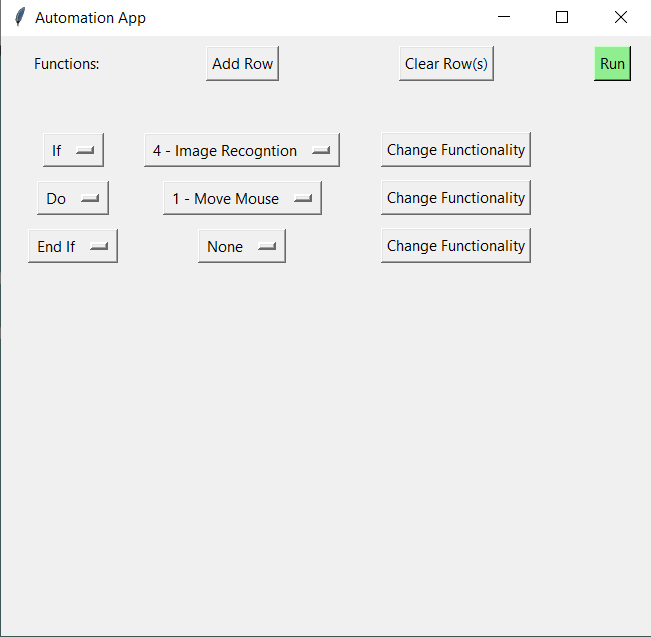 Automation App
Functions: Add Row Clear Row(s) Run
If 4 - Image Recogntion Change Functionality
Do 1 - Move Mouse Change Functionality
End If None Change Functionality